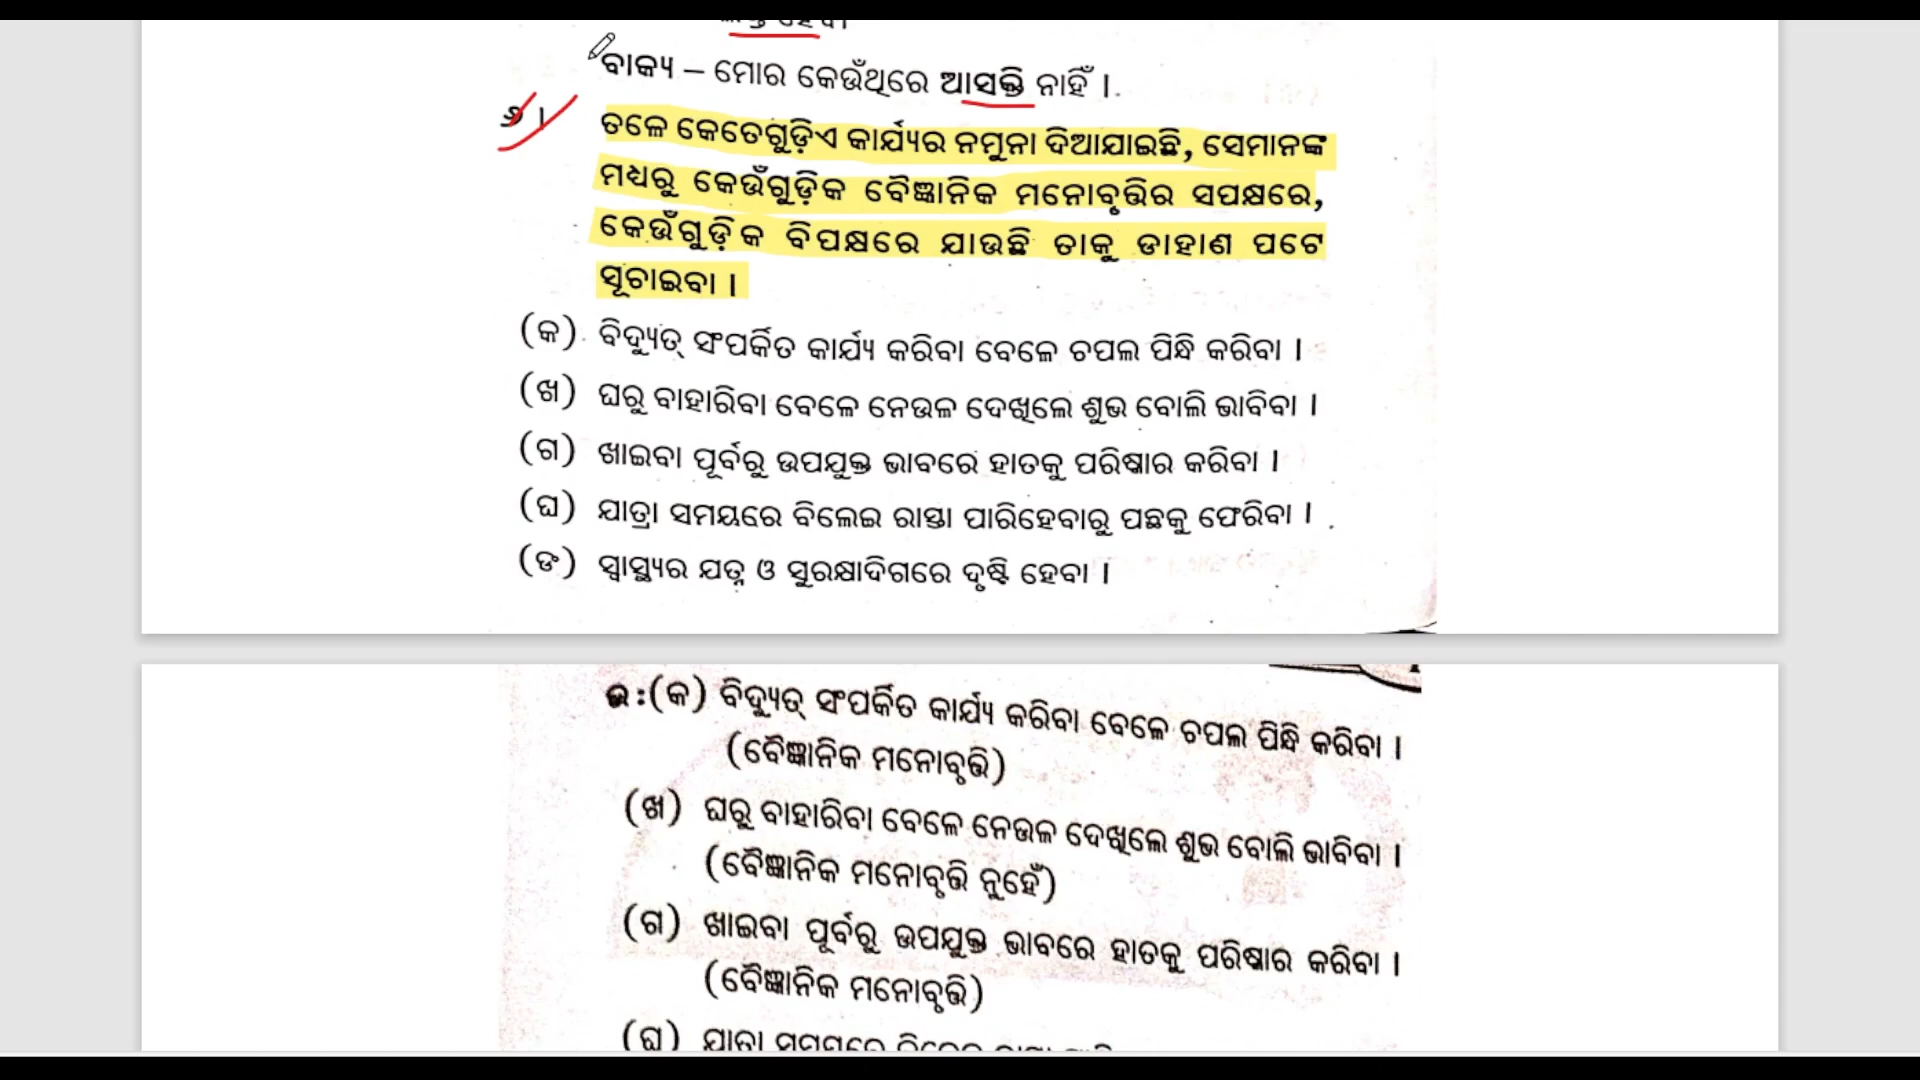 ବାକ୍ୟ – ମୋର କେଉଁଥିରେ ଆସକ୍ତି ନାହିଁ ।
୬ । ତଳେ କେତେଗୁଡ଼ିଏ କାର୍ଯ୍ୟର ନମୁନା ଦିଆଯାଇଛି, ସେମାନଙ୍କ
ମଧ୍ୟରୁ କେଉଁଗୁଡ଼ିକ ବୈଜ୍ଞାନିକ ମନୋବୃତ୍ତିର ସପକ୍ଷରେ,
କେଉଁଗୁଡ଼ିକ ବିପକ୍ଷରେ ଯାଉଛି ତାକୁ ଡାହାଣ ପଟେ
ସୂଚାଇବା ।
(କ) ବିଦ୍ୟୁତ୍ ସଂପର୍କିତ କାର୍ଯ୍ୟ କରିବା ବେଳେ ଚପଲ ପିନ୍ଧି କରିବା ।
(ଖ) ଘରୁ ବାହାରିବା ବେଳେ ନେଉଳ ଦେଖିଲେ ଶୁଭ ବୋଲି ଭାବିବା ।
(ଗ) ଖାଇବା ପୂର୍ବରୁ ଉପଯୁକ୍ତ ଭାବରେ ହାତକୁ ପରିଷ୍କାର କରିବା ।
(ଘ) ଯାତ୍ରା ସମୟରେ ବିଲେଇ ରାସ୍ତା ପାରିହେବାରୁ ପଛକୁ ଫେରିବା ।
(ଙ) ସ୍ୱାସ୍ଥ୍ୟର ଯତ୍ନ ଓ ସୁରକ୍ଷାଦିଗରେ ଦୃଷ୍ଟି ହେବା ।
ଉ :(କ) ବିଦ୍ୟୁତ୍ ସଂପର୍କିତ କାର୍ଯ୍ୟ କରିବା ବେଳେ ଚପଲ ପିନ୍ଧି କରିବା ।
(ବୈଜ୍ଞାନିକ ମନୋବୃତ୍ତି)
(ଖ) ଘରୁ ବାହାରିବା ବେଳେ ନେଉଳ ଦେଖିଲେ ଶୁଭ ବୋଲି ଭାବିବା ।
(ବୈଜ୍ଞାନିକ ମନୋବୃତ୍ତି ନୁହେଁ)
(ଗ) ଖାଇବା ପୂର୍ବରୁ ଉପଯୁକ୍ତ ଭାବରେ ହାତକୁ ପରିଷ୍କାର କରିବା ।
(ବୈଜ୍ଞାନିକ ମନୋବୃତ୍ତି)
(ଘ) ଯାତ୍ରା ସମୟରେ